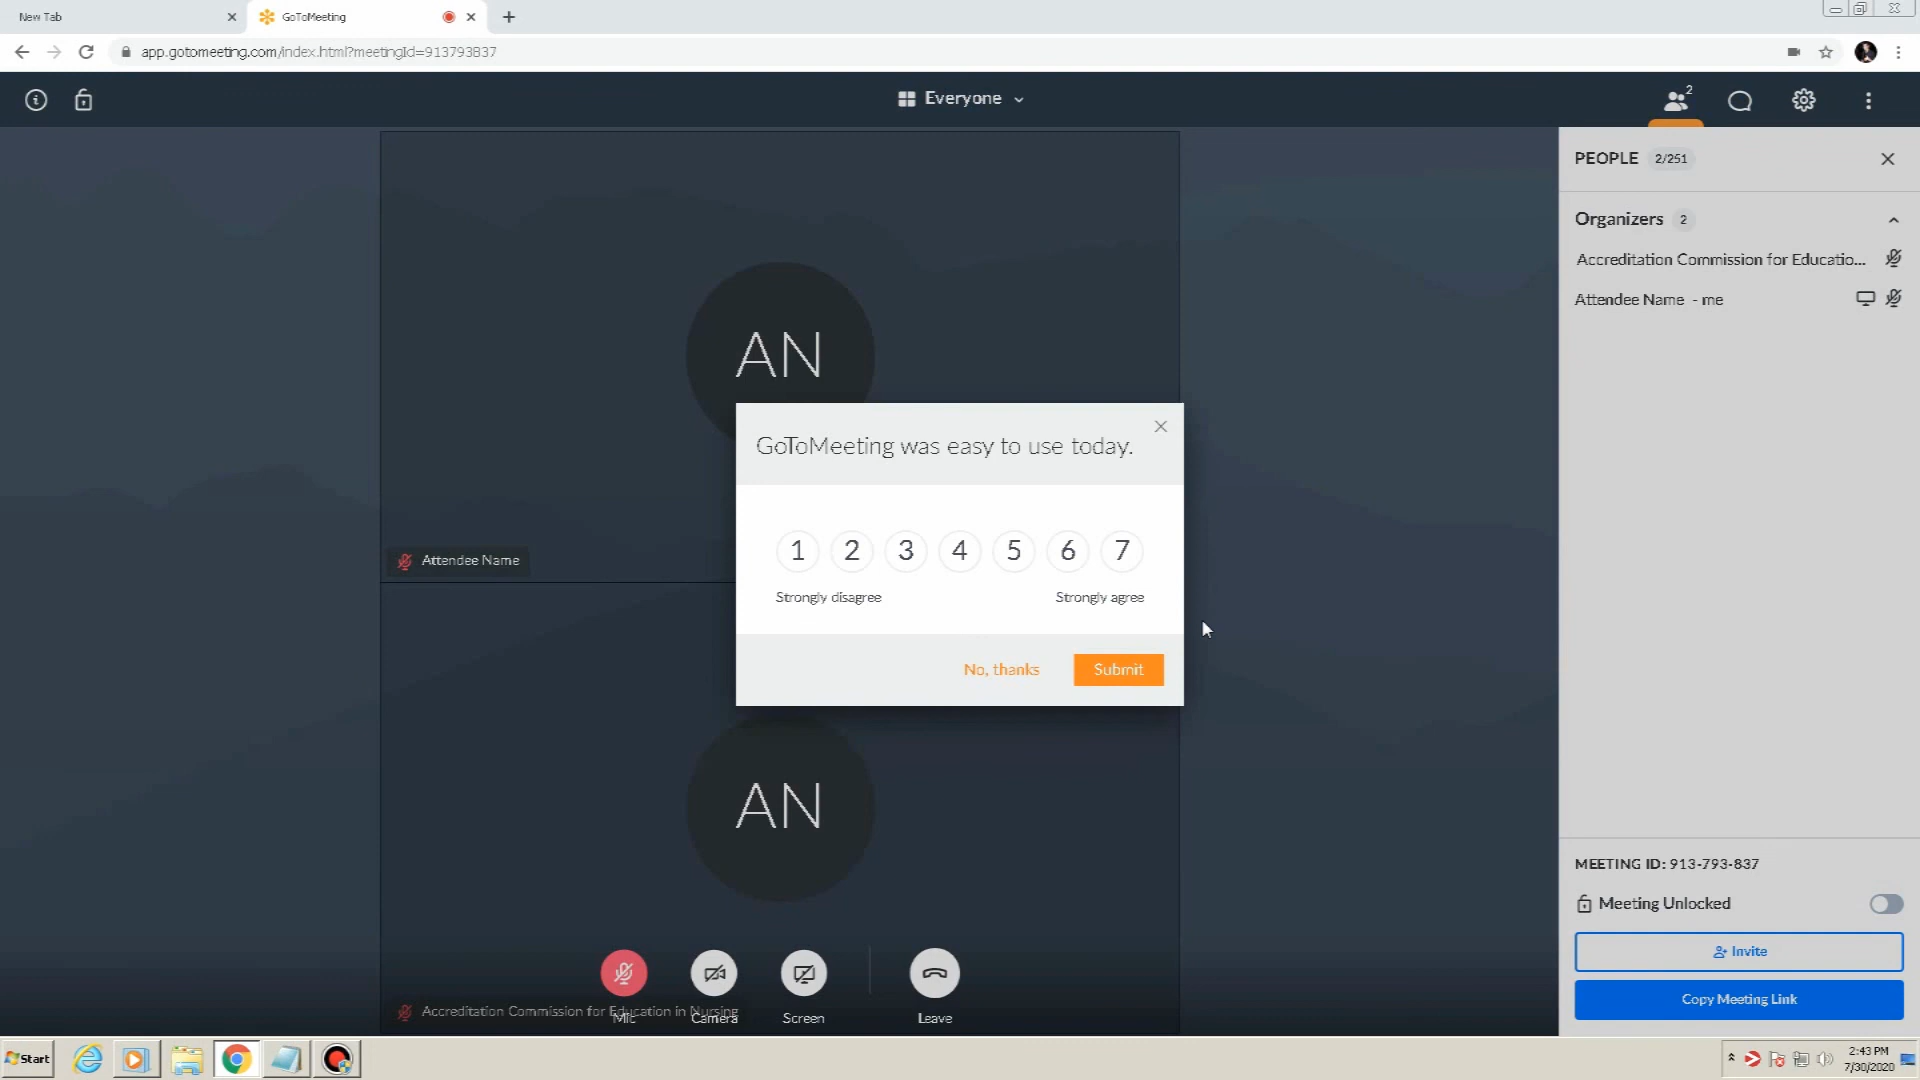 New Tab
GoToMeeting
app.gotomeeting.com/index.html?meetingId=913793837
Everyone
2
PEOPLE 2/251
Organizers 2
Accreditation Commission for Educatio...
Attendee Name - me
AN
GoToMeeting was easy to use today.
1 2 3 4 5 6 7
Strongly disagree Strongly agree
No, thanks Submit
Attendee Name
AN
MEETING ID: 913-793-837
Meeting Unlocked
Invite
Copy Meeting Link
Accreditation Commission for Education in Nursing
Mic Camera Screen Leave
Start
2:43 PM
7/30/2020